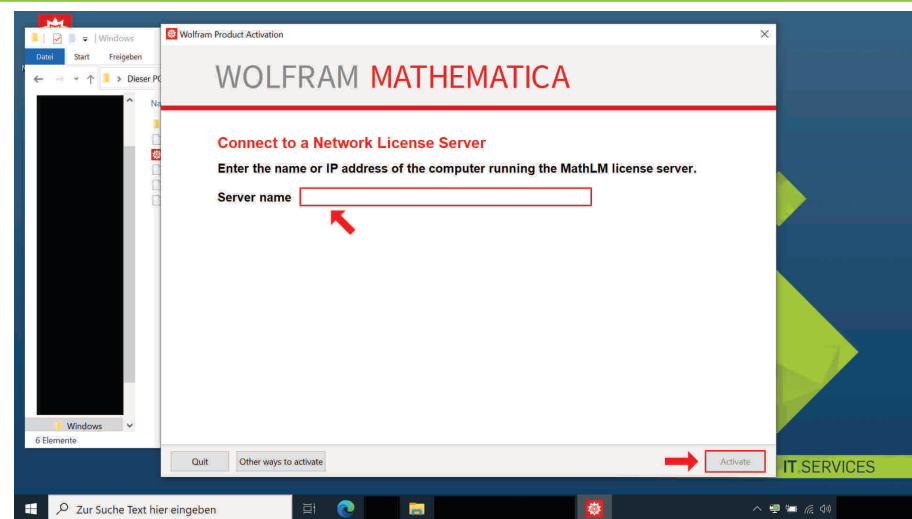 Windows
Datei Start Freigeben
Dieser PC
Na
Windows
6 Elemente
Wolfram Product Activation
WOLFRAM MATHEMATICA
Connect to a Network License Server
Enter the name or IP address of the computer running the MathLM license server.
Server name
Quit Other ways to activate Activate
IT.SERVICES
Zur Suche Text hier eingeben